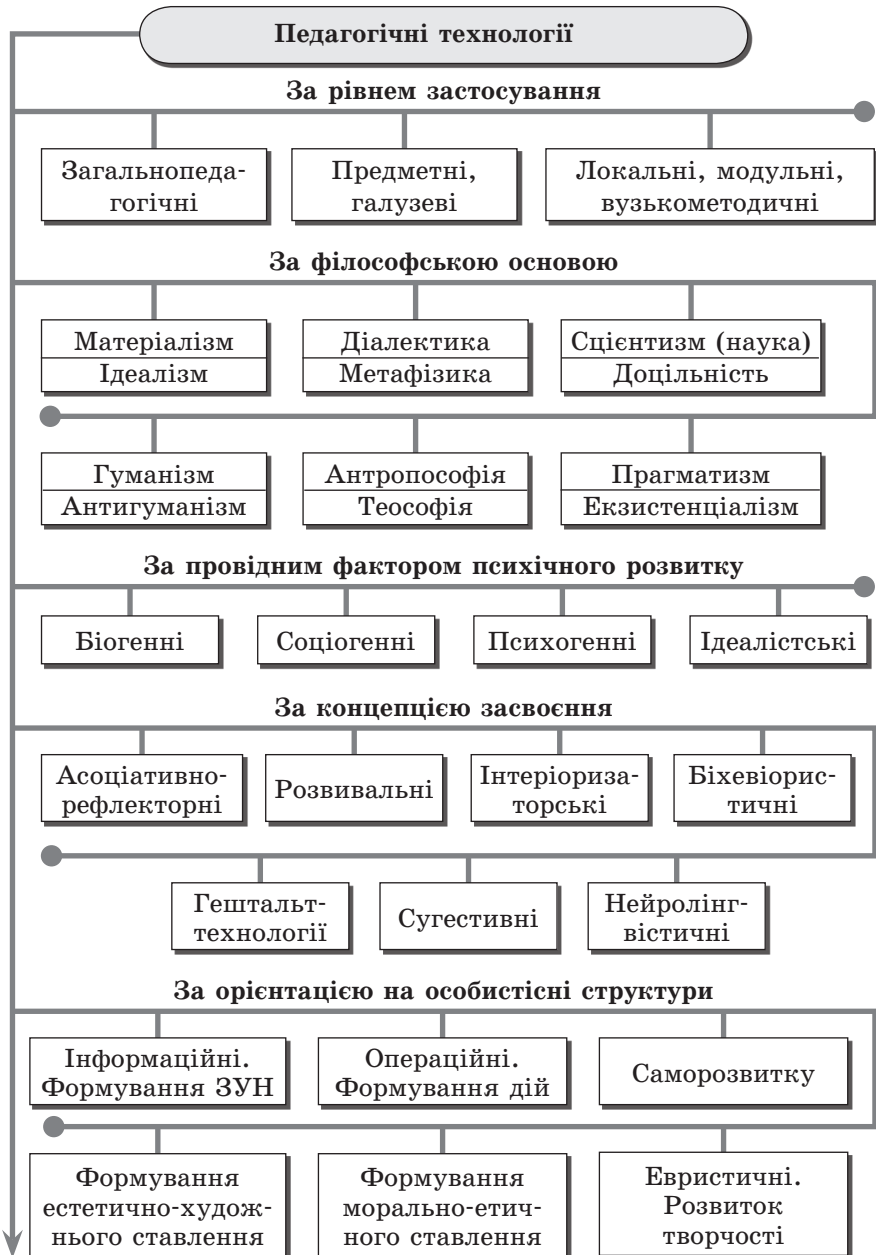 Педагогічні технології
За рівнем застосування
Загальнопеда-
гогічні
Предметні,
галузеві
Локальні, модульні,
вузькометодичні
За філософською основою
Матеріалізм
Ідеалізм
Діалектика
Метафізика
Сцієнтизм (наука)
Доцільність
Гуманізм
Антигуманізм
Антропософія
Теософія
Прагматизм
Екзистенціалізм
За провідним фактором психічного розвитку
Біогенні
Соціогенні
Психогенні
Ідеалістські
За концепцією засвоєння
Асоціативно-
рефлекторні
Розвивальні
Інтеріориза-
торські
Біхевіорис-
тичні
Гештальт-
технології
Сугестивні
Нейролінг-
вістичні
За орієнтацією на особистісні структури
Інформаційні.
Формування ЗУН
Операційні.
Формування дій
Саморозвитку
Формування
естетично-худож-
нього ставлення
Формування
морально-етич-
ного ставлення
Евристичні.
Розвиток
творчості